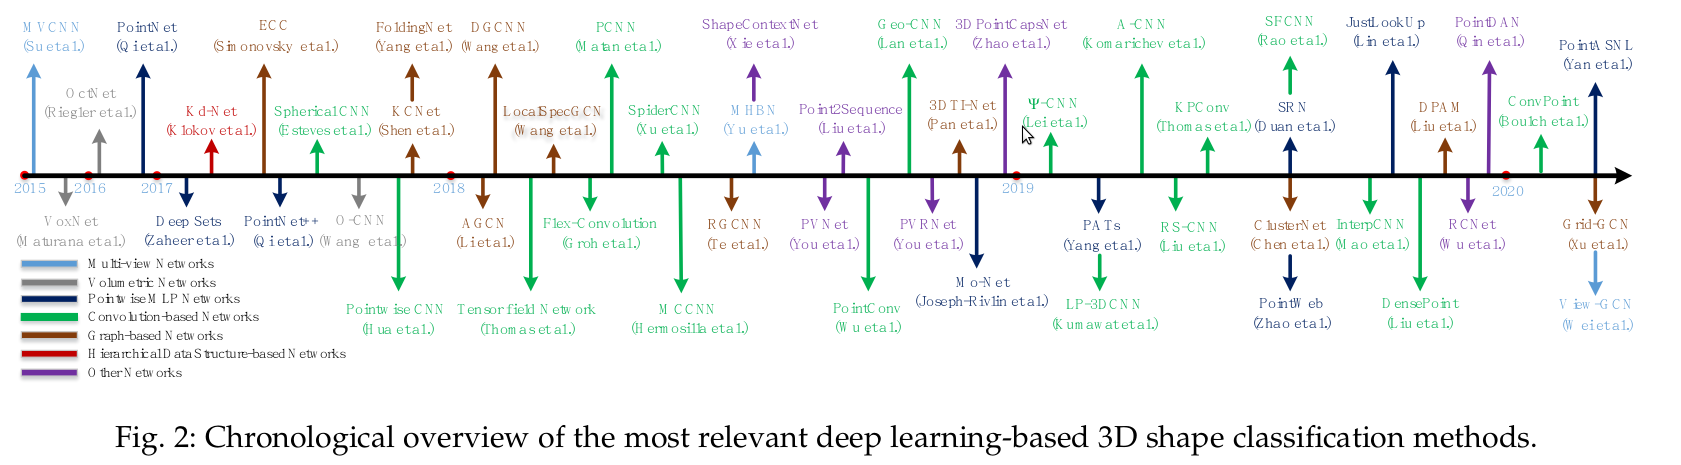 MVCNN
(Su et al.)
PointNet
(Qi et al.)
ECC
(Simonovsky et al.)
FoldingNet
(Yang et al.)
DGCNN
(Wang et al.)
PCNN
(Matan et al.)
ShapeContextNet
(Xie et al.)
Geo-CNN
(Lan et al.)
3DPointCapsNet
(Zhao et al.)
A-CNN
(Komarichev et al.)
SFCNN
(Rao et al.)
JustLookUp
(Lin et al.)
PointDAN
(Qin et al.)
PointASNL
(Yan et al.)
OctNet
(Riegler et al.)
Kd-Net
(Klokov et al.)
SphericalCNN
(Esteves et al.)
KCNet
(Shen et al.)
LocalSpecGCN
(Wang et al.)
SpiderCNN
(Xu et al.)
MHBN
(Yu et al.)
Point2Sequence
(Liu et al.)
3DTI-Net
(Pan et al.)
Ψ-CNN
(Lei et al.)
KPConv
(Thomas et al.)
SRN
(Duan et al.)
DPAM
(Liu et al.)
ConvPoint
(Boulch et al.)
2015
2016
2017
2018
2019
2020
VoxNet
(Maturana et al.)
Deep Sets
(Zaheer et al.)
PointNet++
(Qi et al.)
O-CNN
(Wang et al.)
AGCN
(Li et al.)
Flex-Convolution
(Groh et al.)
RGCNN
(Te et al.)
PVNet
(You et al.)
PVRNet
(You et al.)
PATs
(Yang et al.)
RS-CNN
(Liu et al.)
ClusterNet
(Chen et al.)
InterpCNN
(Mao et al.)
RCNet
(Wu et al.)
Grid-GCN
(Xu et al.)
Pointwise CNN
(Hua et al.)
Tensorfield Network
(Thomas et al.)
MCCNN
(Hermosilla et al.)
PointConv
(Wu et al.)
Mo-Net
(Joseph-Rivlin et al.)
LP-3DCNN
(Kumawat et al.)
PointWeb
(Zhao et al.)
DensePoint
(Liu et al.)
View-GCN
(Wei et al.)
Multi-view Networks
Volumetric Networks
Pointwise MLP Networks
Convolution-based Networks
Graph-based Networks
Hierarchical Data Structure-based Networks
Other Networks
Fig. 2: Chronological overview of the most relevant deep learning-based 3D shape classification methods.